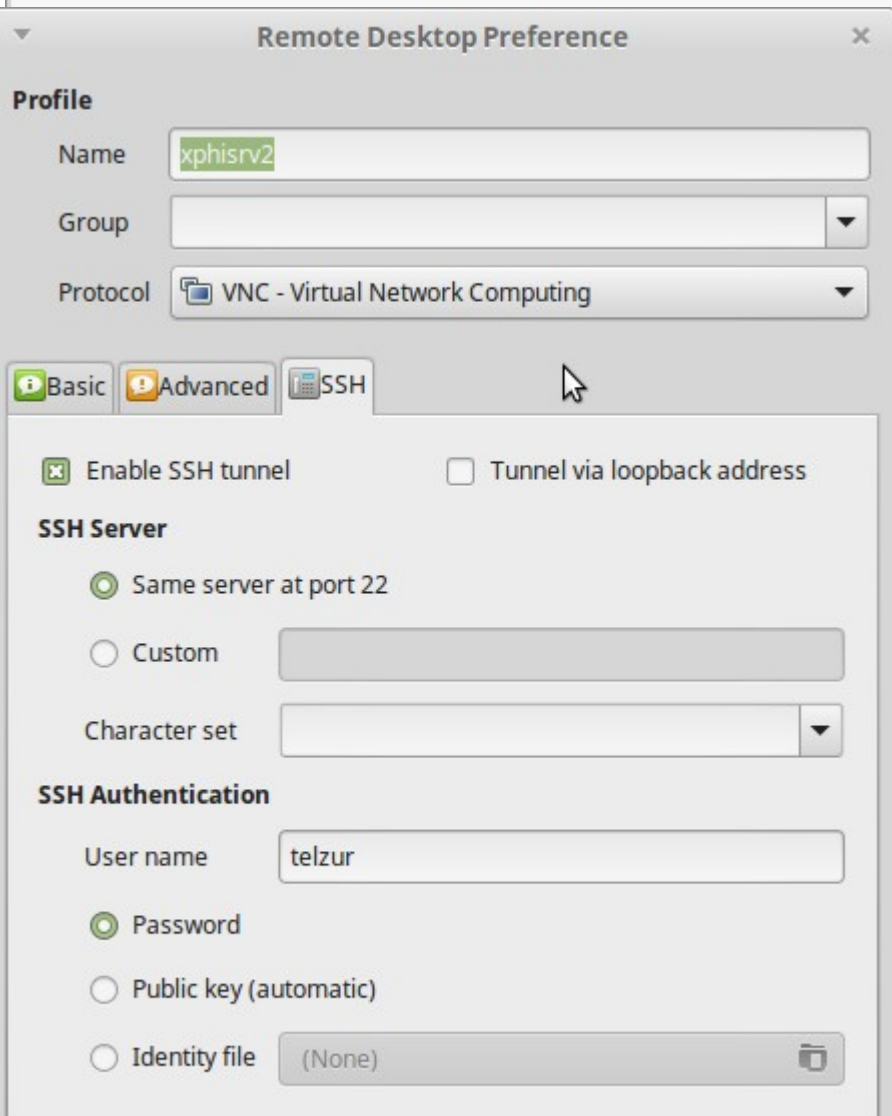 Remote Desktop Preference
Profile
Name xphisrv2
Group
Protocol VNC - Virtual Network Computing
Basic Advanced SSH
Enable SSH tunnel Tunnel via loopback address
SSH Server
Same server at port 22
Custom
Character set
SSH Authentication
User name telzur
Password
Public key (automatic)
Identity file (None)